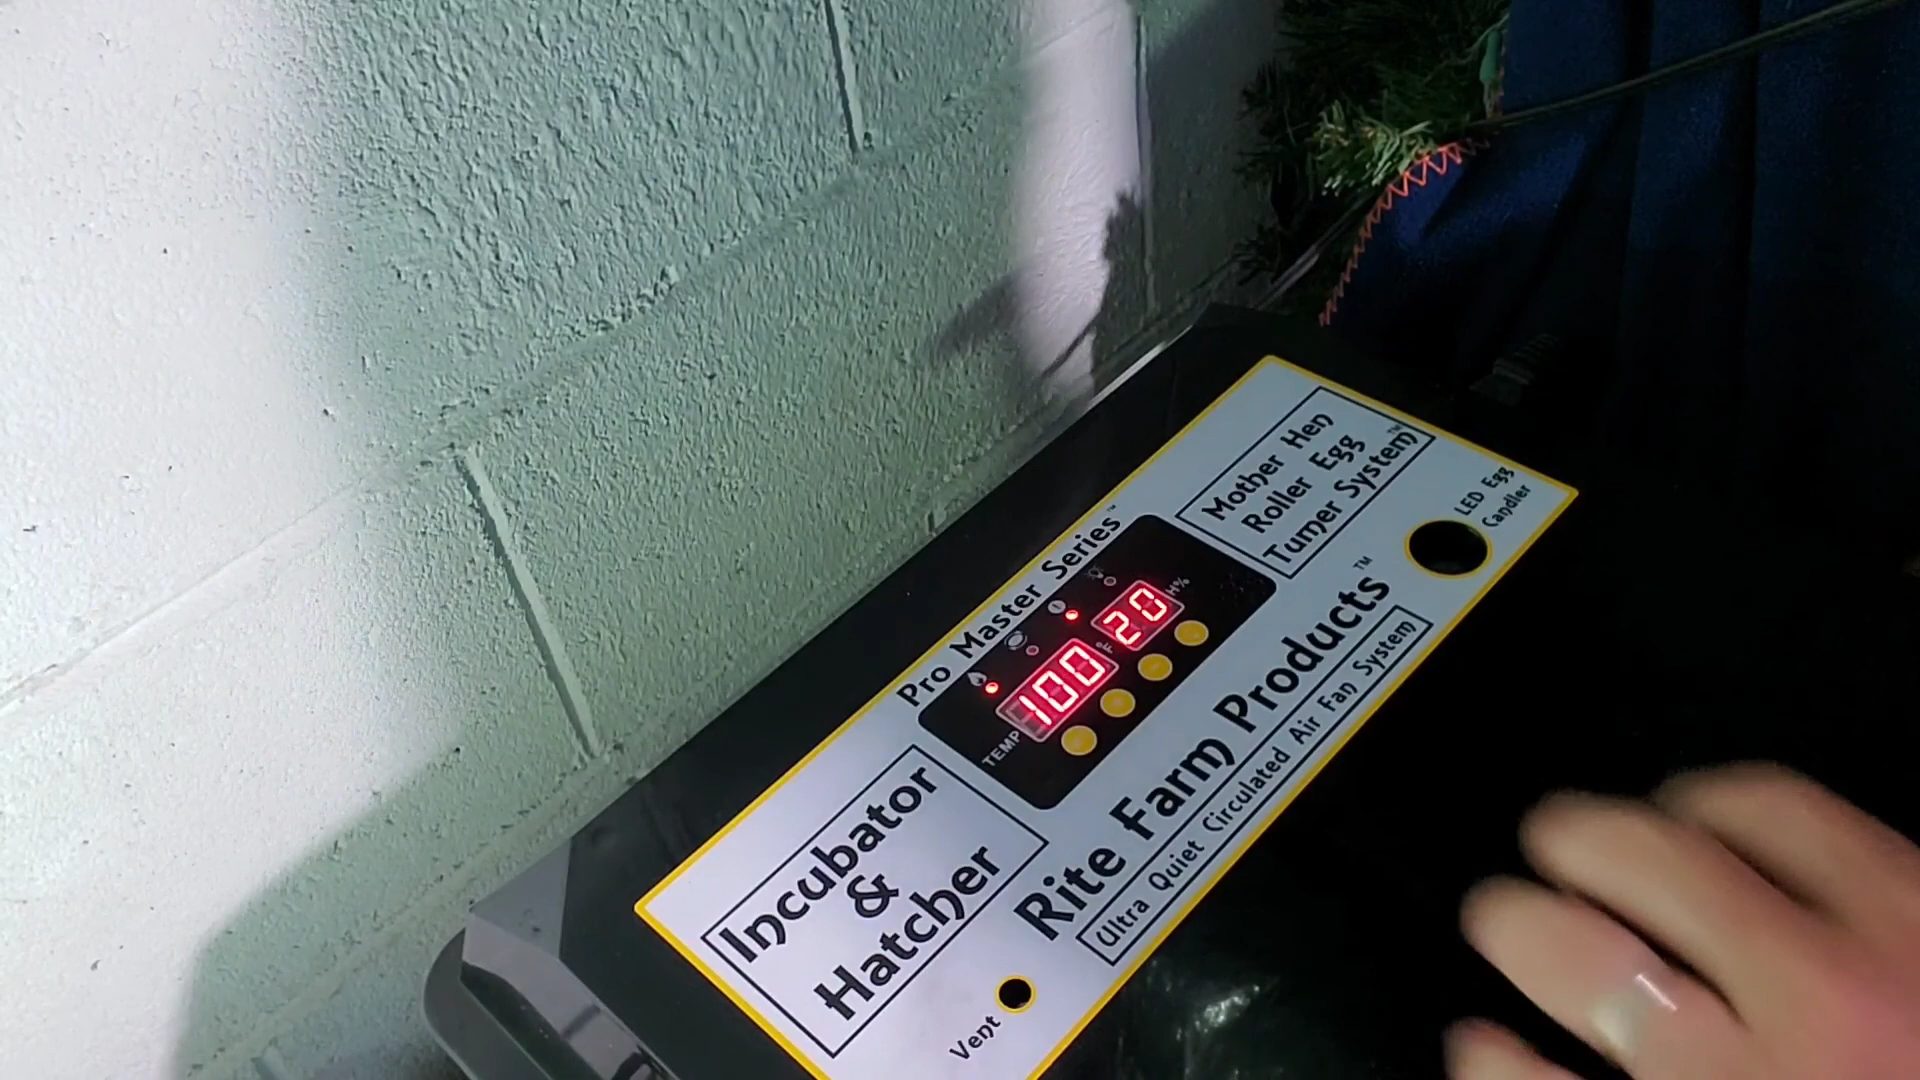 Pro Master Series™
Mother Hen
Roller Egg
Turner System™
LED Egg
Candler
TEMP
100
°F
20
H%
Incubator
&
Hatcher
Rite Farm Products™
Ultra Quiet Circulated Air Fan System
Vent